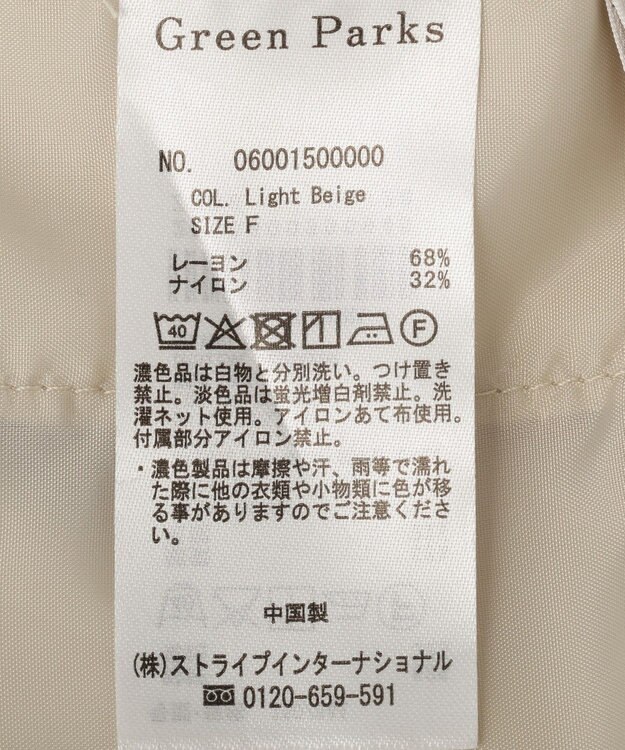 Green Parks
NO. 06001500000
COL. Light Beige
SIZE F
レーヨン 68%
ナイロン 32%
40 F
濃色品は白物と分別洗い。つけ置き
禁止。淡色品は蛍光増白剤禁止。洗
濯ネット使用。アイロンあて布使用。
付属部分アイロン禁止。
・濃色製品は摩擦や汗、雨等で濡れ
た際に他の衣類や小物類に色が移
る事がありますのでご注意くださ
い。
中国製
(株)ストライプインターナショナル
0120-659-591